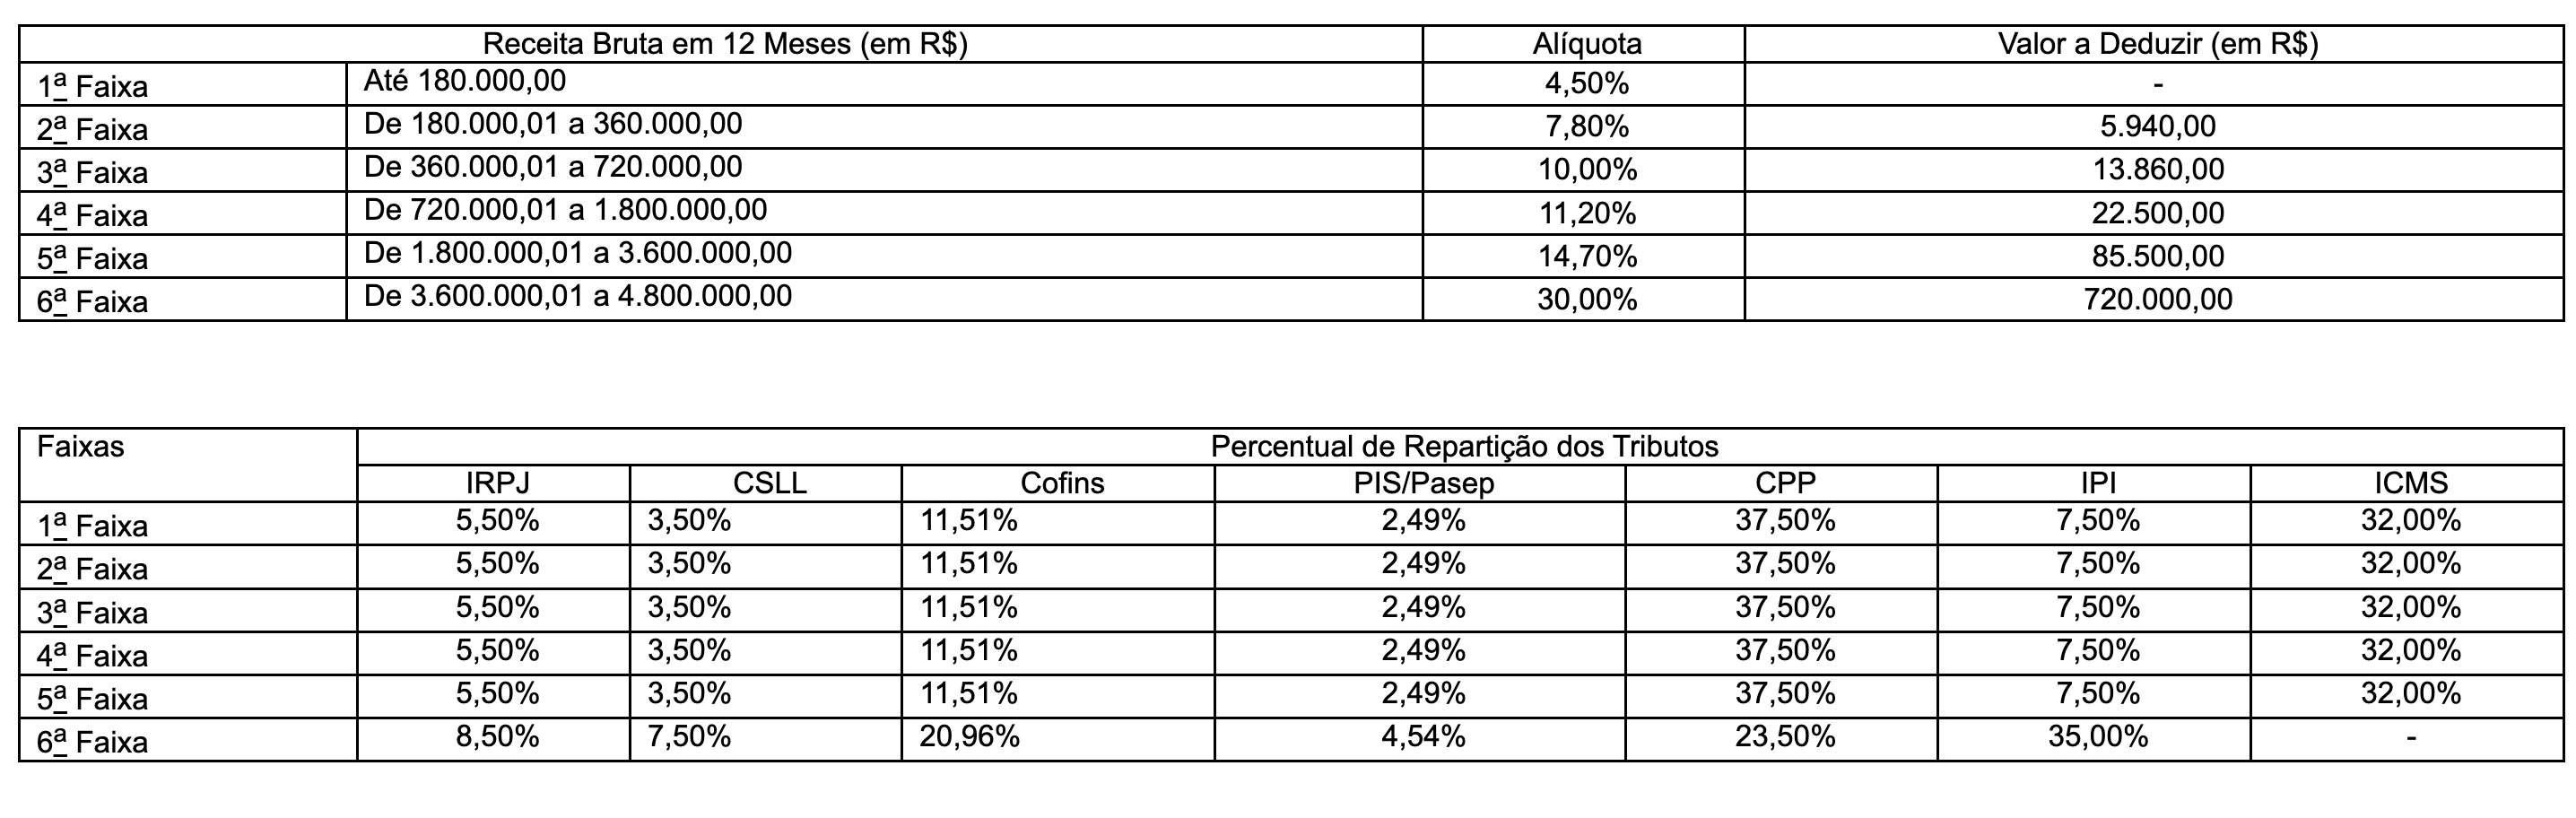 Receita Bruta em 12 Meses (em R$) Alíquota Valor a Deduzir (em R$)
1ª Faixa Até 180.000,00 4,50% -
2ª Faixa De 180.000,01 a 360.000,00 7,80% 5.940,00
3ª Faixa De 360.000,01 a 720.000,00 10,00% 13.860,00
4ª Faixa De 720.000,01 a 1.800.000,00 11,20% 22.500,00
5ª Faixa De 1.800.000,01 a 3.600.000,00 14,70% 85.500,00
6ª Faixa De 3.600.000,01 a 4.800.000,00 30,00% 720.000,00
Faixas Percentual de Repartição dos Tributos
IRPJ CSLL Cofins PIS/Pasep CPP IPI ICMS
1ª Faixa 5,50% 3,50% 11,51% 2,49% 37,50% 7,50% 32,00%
2ª Faixa 5,50% 3,50% 11,51% 2,49% 37,50% 7,50% 32,00%
3ª Faixa 5,50% 3,50% 11,51% 2,49% 37,50% 7,50% 32,00%
4ª Faixa 5,50% 3,50% 11,51% 2,49% 37,50% 7,50% 32,00%
5ª Faixa 5,50% 3,50% 11,51% 2,49% 37,50% 7,50% 32,00%
6ª Faixa 8,50% 7,50% 20,96% 4,54% 23,50% 35,00% -